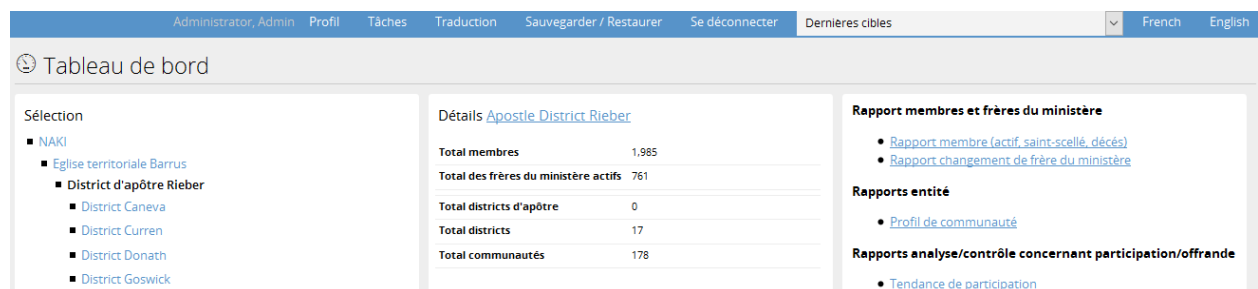 Administrator, Admin Profil Tâches Traduction Sauvegarder / Restaurer Se déconnecter Dernières cibles French English
Tableau de bord
Sélection
NAKI
Eglise territoriale Barrus
District d'apôtre Rieber
District Caneva
District Curren
District Donath
District Goswick
Détails Apostle District Rieber
Total membres 1,985
Total des frères du ministère actifs 761
Total districts d'apôtre 0
Total districts 17
Total communautés 178
Rapport membres et frères du ministère
Rapport membre (actif, saint-scellé, décés)
Rapport changement de frère du ministère
Rapports entité
Profil de communauté
Rapports analyse/contrôle concernant participation/offrande
Tendance de participation